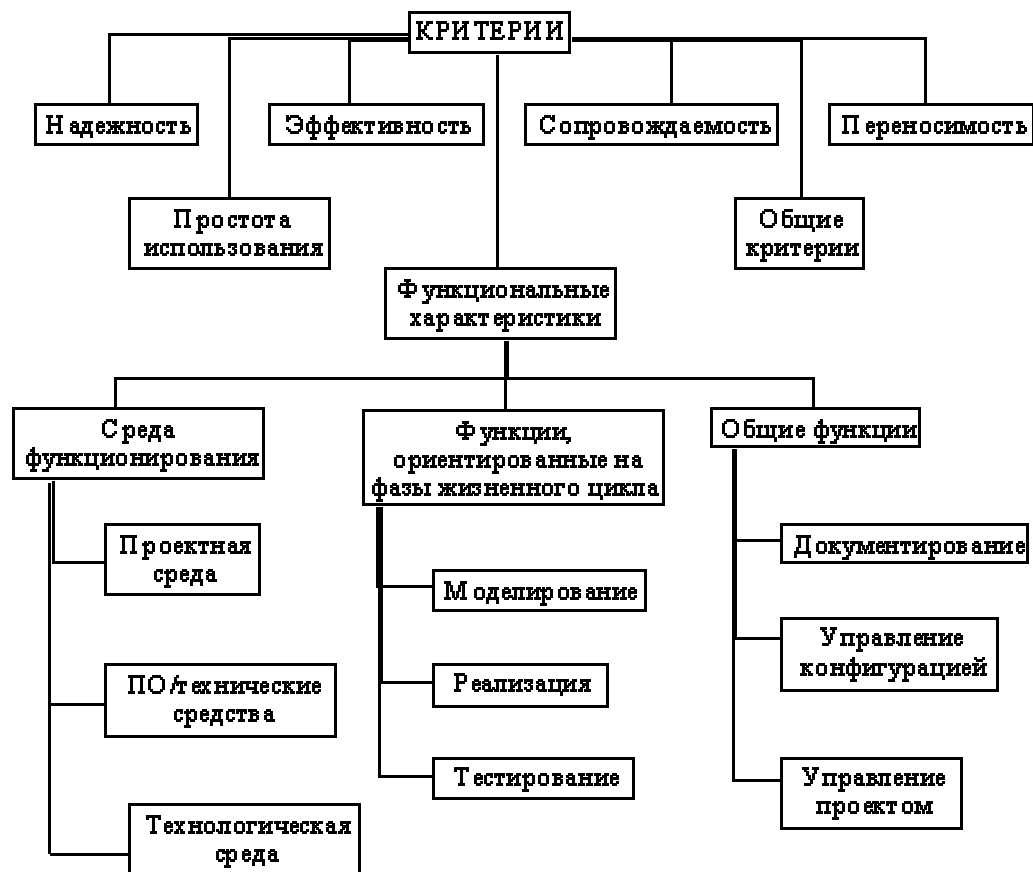 КРИТЕРИИ
Надежность
Эффективность
Сопровождаемость
Переносимость
Простота
использования
Общие
критерии
Функциональные
характеристики
Среда
функционирования
Функции,
ориентированные на
фазы жизненного цикла
Общие функции
Проектная
среда
ПО/технические
средства
Технологическая
среда
Моделирование
Реализация
Тестирование
Документирование
Управление
конфигурацией
Управление
проектом